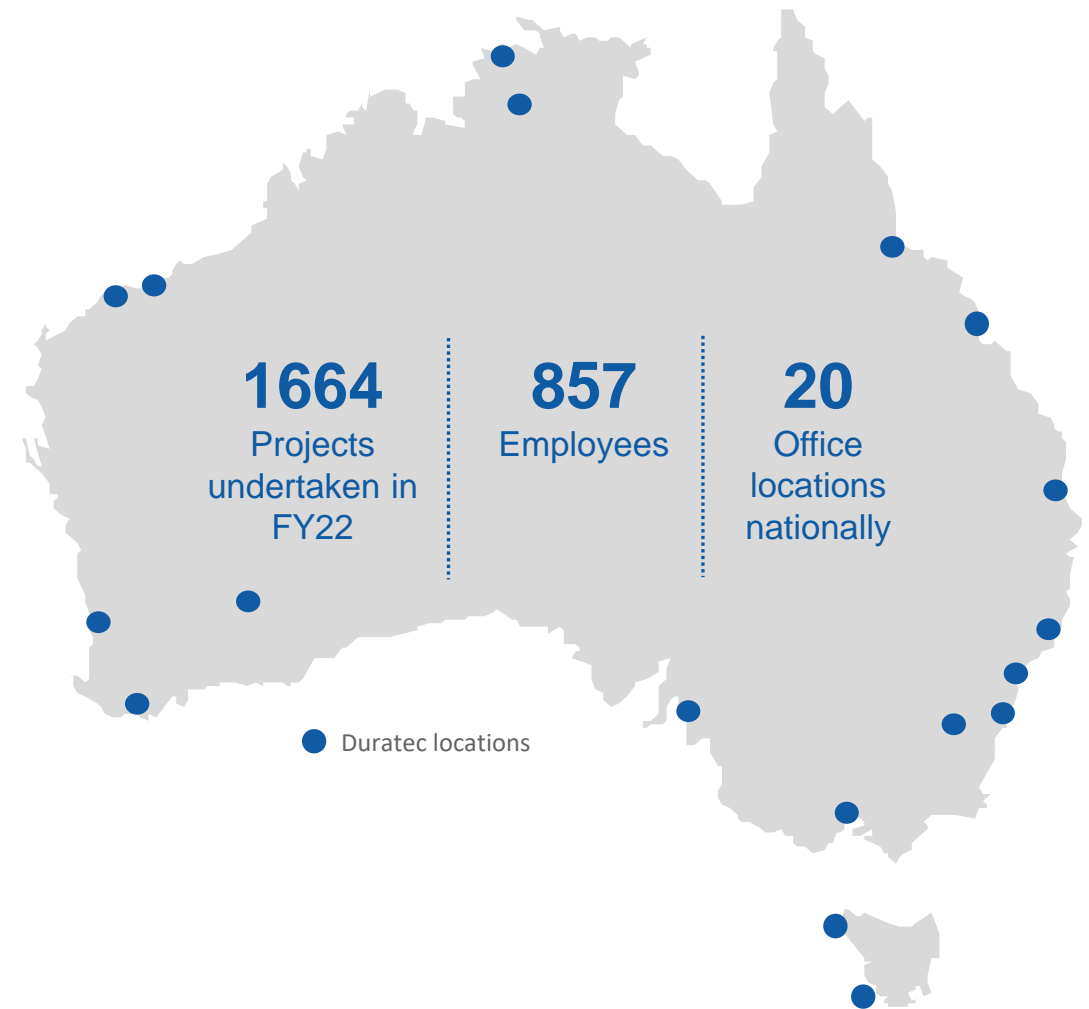 1664
Projects
undertaken in
FY22
857
Employees
20
Office
locations
nationally
Duratec locations